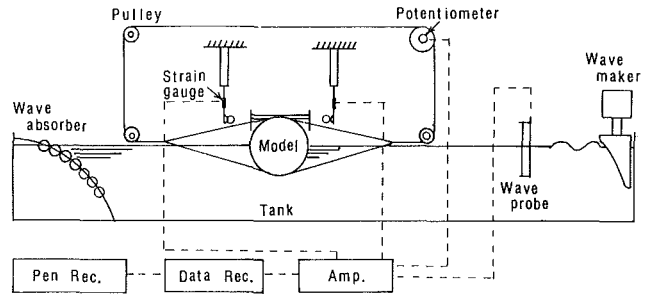 Pulley
Potentiometer
Strain
gauge
Wave
maker
Wave
absorber
Model
Wave
probe
Tank
Pen Rec.
Data Rec.
Amp.